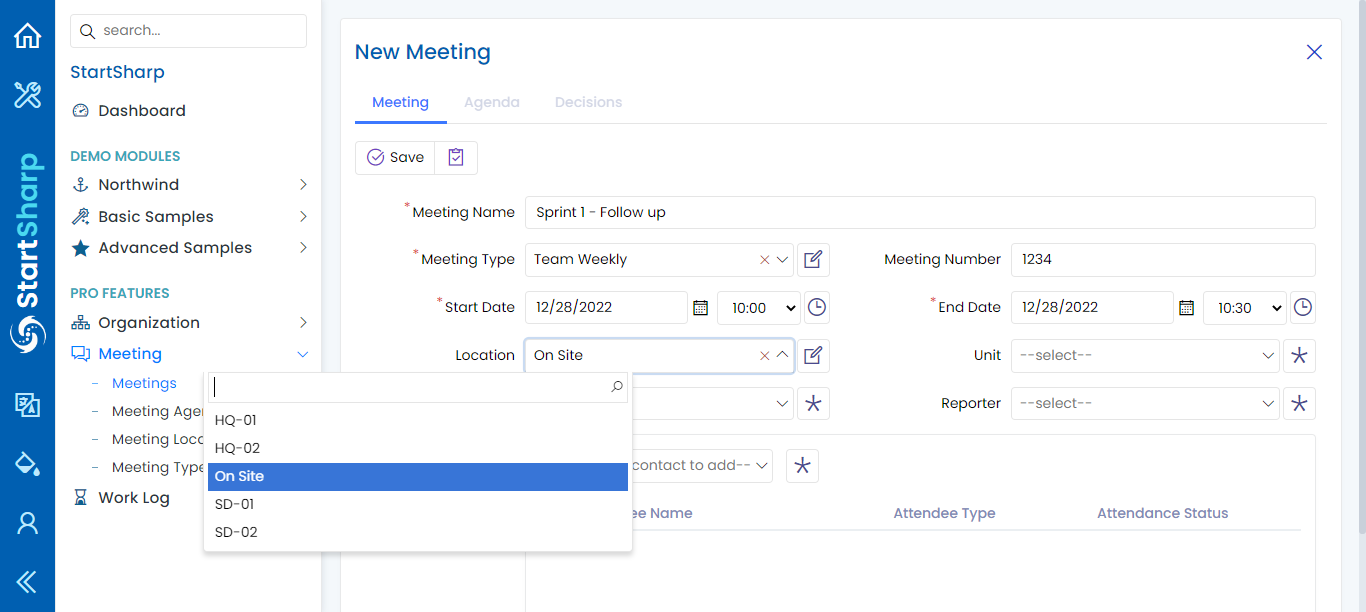 StartSharp
search...
StartSharp
Dashboard
DEMO MODULES
Northwind
Basic Samples
Advanced Samples
PRO FEATURES
Organization
Meeting
Meetings
Meeting
Meeting
Meeting
Work Log
New Meeting
Meeting Agenda Decisions
Save
*Meeting Name Sprint 1 - Follow up
*Meeting Type Team Weekly Meeting Number 1234
*Start Date 12/28/2022 10:00 *End Date 12/28/2022 10:30
Location On Site Unit --select--
Reporter --select--
HQ-01
HQ-02
On Site
SD-01
SD-02
contact to add--
Name Attendee Type Attendance Status